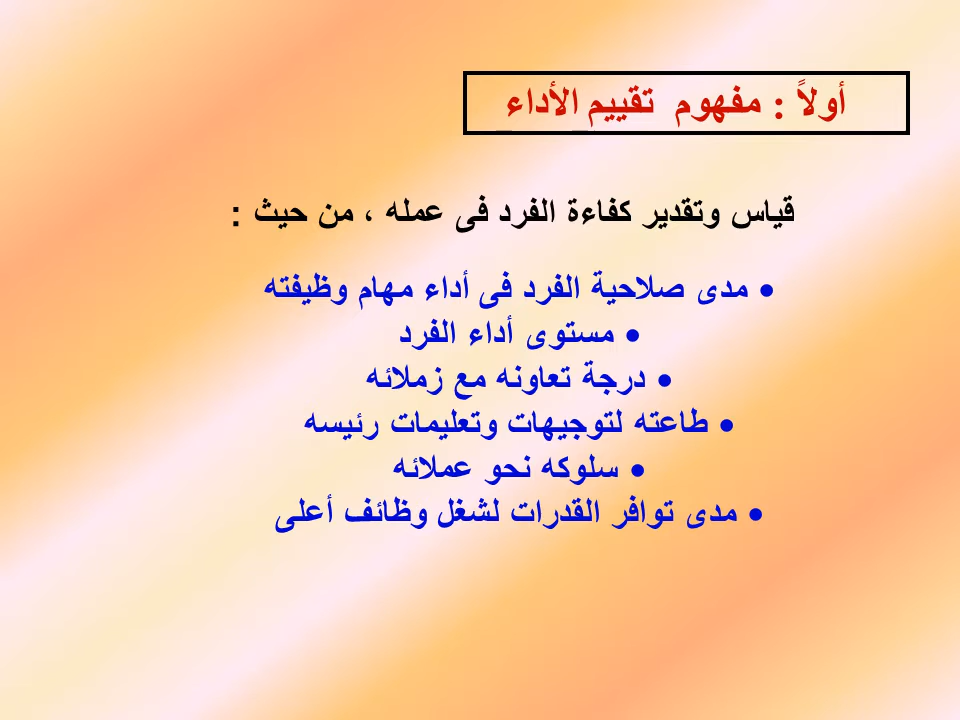 أولاً : مفهوم تقييم الأداء
قياس وتقدير كفاءة الفرد فى عمله ، من حيث :
• مدى صلاحية الفرد فى أداء مهام وظيفته
• مستوى أداء الفرد
• درجة تعاونه مع زملائه
• طاعته لتوجيهات وتعليمات رئيسه
• سلوكه نحو عملائه
• مدى توافر القدرات لشغل وظائف أعلى